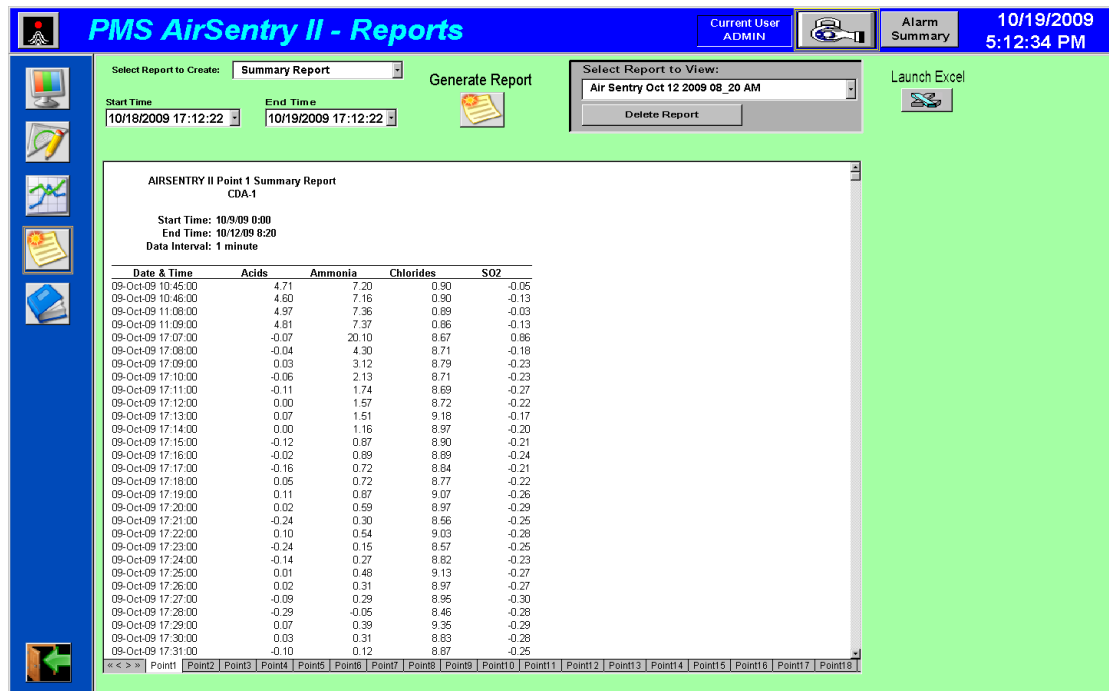 PMS AirSentry II - Reports
Current User
ADMIN
Alarm
Summary
10/19/2009
5:12:34 PM
Select Report to Create: Summary Report
Generate Report
Select Report to View:
Air Sentry Oct 12 2009 08_20 AM
Delete Report
Launch Excel
Start Time
End Time
10/18/2009 17:12:22
10/19/2009 17:12:22
AIRSENTRY II Point 1 Summary Report
CDA-1
Start Time: 10/9/09 0:00
End Time: 10/12/09 8:20
Data Interval: 1 minute
Date & Time Acids Ammonia Chlorides SO2
09-Oct-09 10:45:00 4.71 7.20 0.90 -0.05
09-Oct-09 10:46:00 4.60 7.16 0.90 -0.13
09-Oct-09 11:08:00 4.97 7.36 0.89 -0.03
09-Oct-09 11:09:00 4.81 7.37 0.86 -0.13
09-Oct-09 17:07:00 -0.07 20.10 8.67 0.86
09-Oct-09 17:08:00 -0.04 4.30 8.71 -0.18
09-Oct-09 17:09:00 0.03 3.12 8.79 -0.23
09-Oct-09 17:10:00 -0.06 2.13 8.71 -0.23
09-Oct-09 17:11:00 -0.11 1.74 8.69 -0.27
09-Oct-09 17:12:00 0.00 1.57 8.72 -0.22
09-Oct-09 17:13:00 0.07 1.51 9.18 -0.17
09-Oct-09 17:14:00 0.00 1.16 8.97 -0.20
09-Oct-09 17:15:00 -0.12 0.87 8.90 -0.21
09-Oct-09 17:16:00 -0.02 0.89 8.89 -0.24
09-Oct-09 17:17:00 -0.16 0.72 8.84 -0.21
09-Oct-09 17:18:00 0.05 0.72 8.77 -0.22
09-Oct-09 17:19:00 0.11 0.87 9.07 -0.26
09-Oct-09 17:20:00 0.02 0.59 8.97 -0.29
09-Oct-09 17:21:00 -0.24 0.30 8.56 -0.25
09-Oct-09 17:22:00 0.10 0.54 9.03 -0.28
09-Oct-09 17:23:00 -0.24 0.15 8.57 -0.25
09-Oct-09 17:24:00 -0.14 0.27 8.82 -0.23
09-Oct-09 17:25:00 0.01 0.48 9.13 -0.27
09-Oct-09 17:26:00 0.02 0.31 8.97 -0.27
09-Oct-09 17:27:00 -0.09 0.29 8.95 -0.30
09-Oct-09 17:28:00 -0.29 -0.05 8.46 -0.28
09-Oct-09 17:29:00 0.07 0.39 9.35 -0.29
09-Oct-09 17:30:00 0.03 0.31 8.83 -0.28
09-Oct-09 17:31:00 -0.10 0.12 8.87 -0.25
« < > » Point1 Point2 Point3 Point4 Point5 Point6 Point7 Point8 Point9 Point10 Point11 Point12 Point13 Point14 Point15 Point16 Point17 Point18